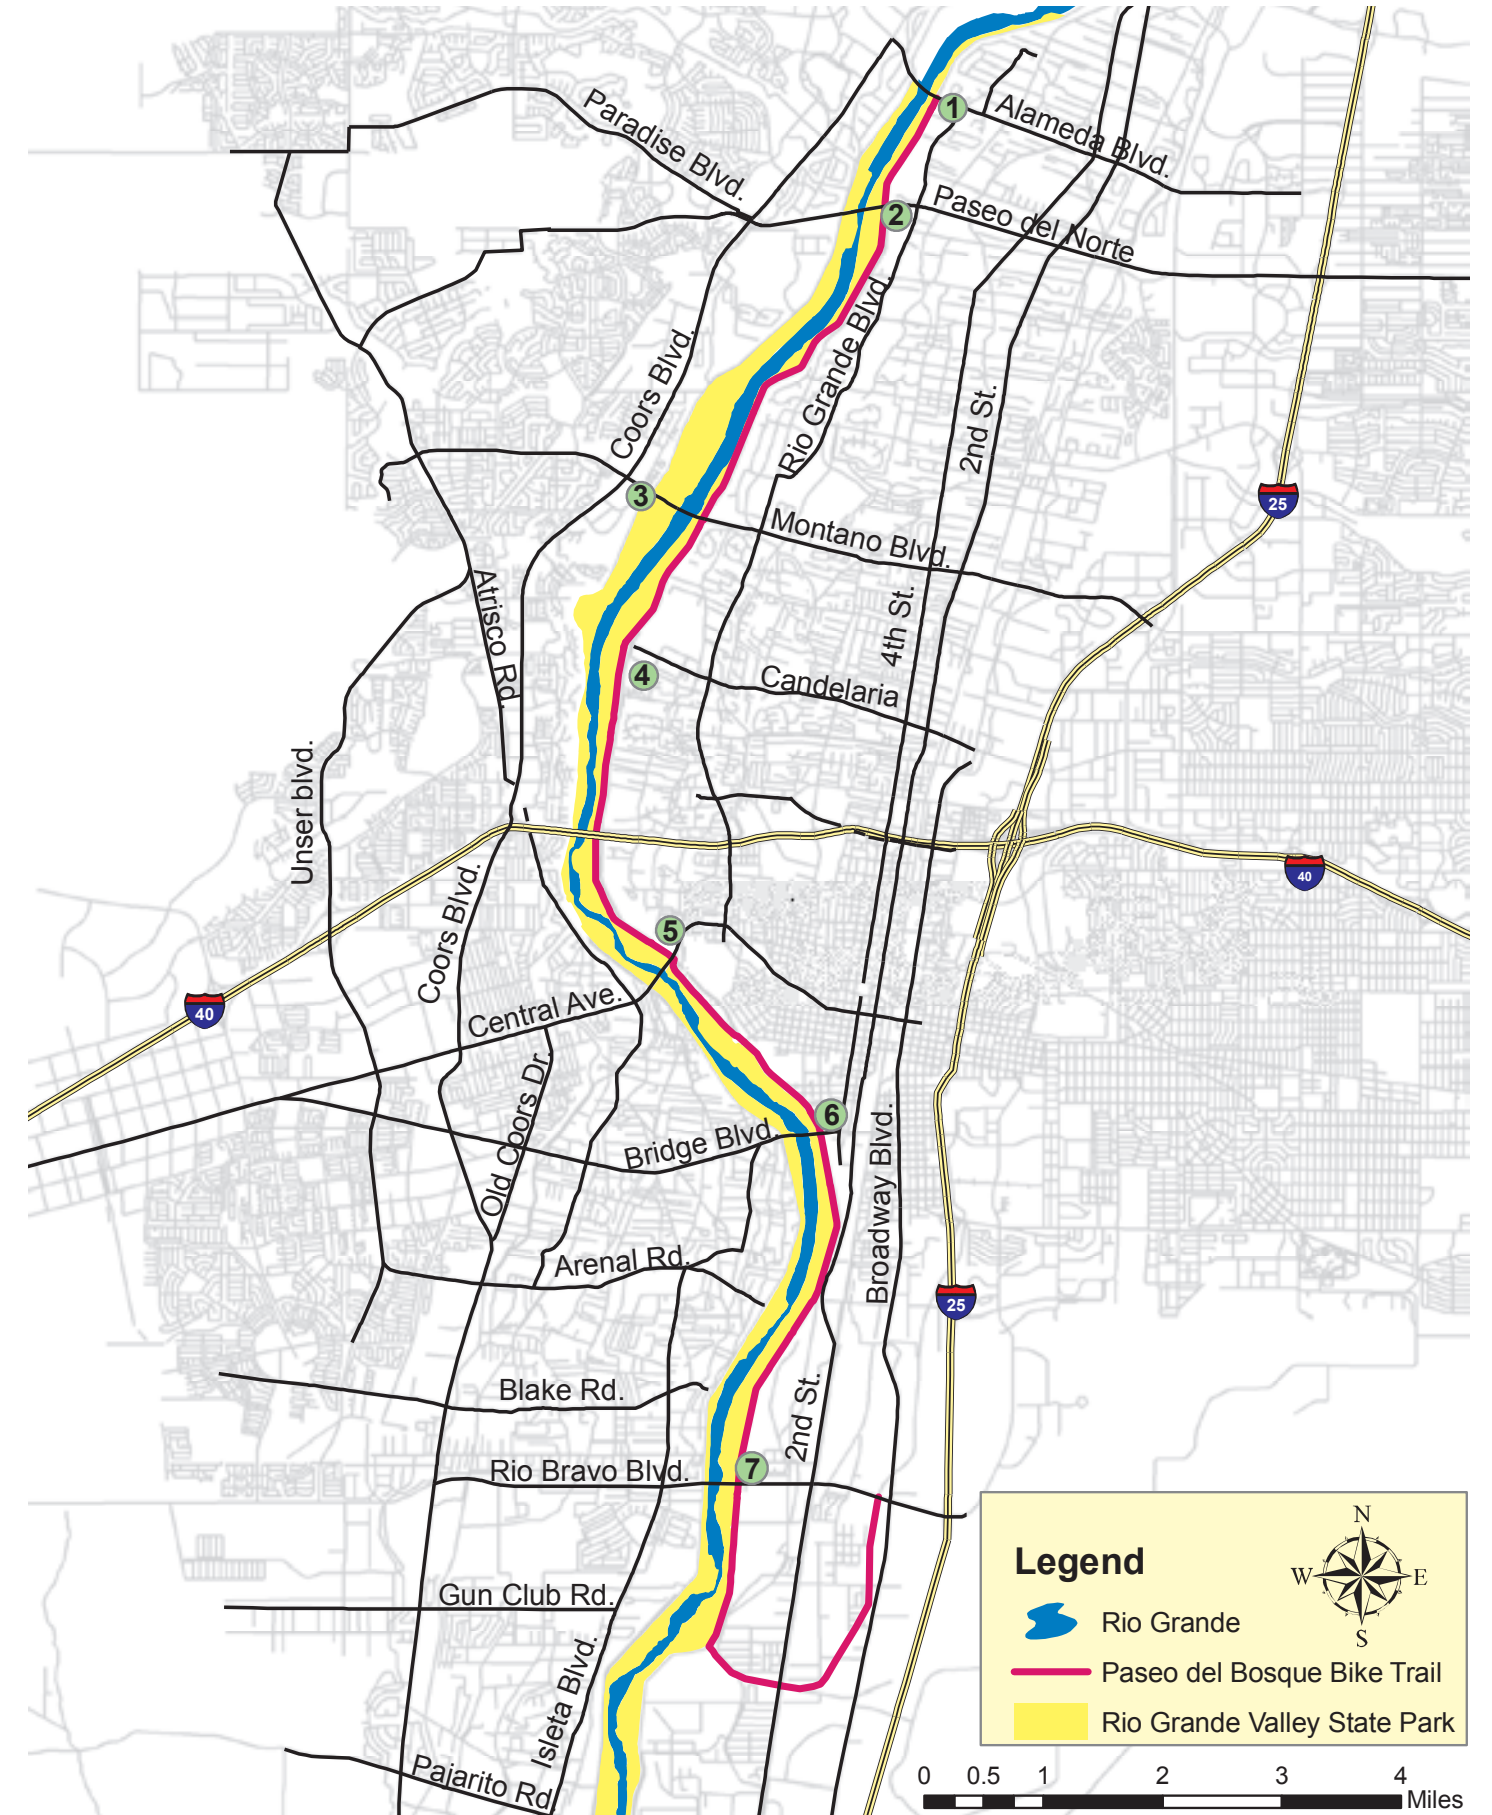 1
Alameda Blvd.
Paradise Blvd.
2
Paseo del Norte
Rio Grande Blvd.
Coors Blvd.
2nd St.
3
25
Montano Blvd.
Atrisco Rd.
4th St.
4
Candelaria
Unser blvd.
40
Coors Blvd.
5
40
Central Ave.
Old Coors Dr.
6
Bridge Blvd.
Broadway Blvd.
Arenal Rd.
25
Blake Rd.
2nd St.
Rio Bravo Blvd.
7
Gun Club Rd.
Isleta Blvd.
Pajarito Rd.
Legend
N
W
E
S
Rio Grande
Paseo del Bosque Bike Trail
Rio Grande Valley State Park
0 0.5 1 2 3 4
Miles